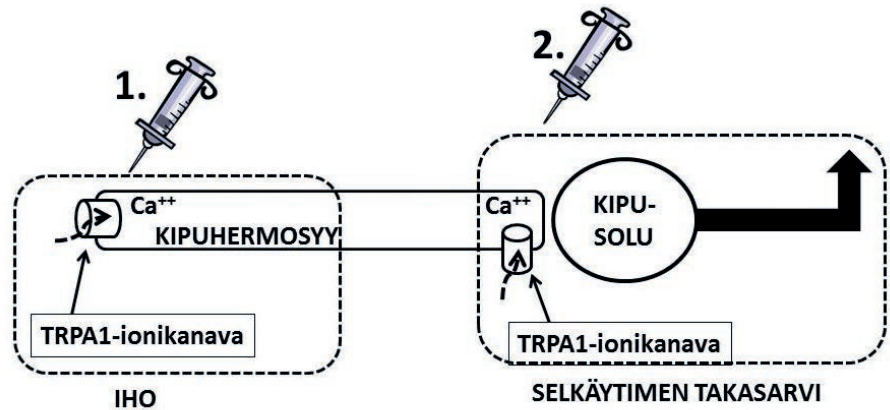 1.
2.
Ca++
KIPUHERMOSYY
TRPA1-ionikanava
IHO
Ca++
KIPU-
SOLU
TRPA1-ionikanava
SELKÄYTIMEN TAKASARVI